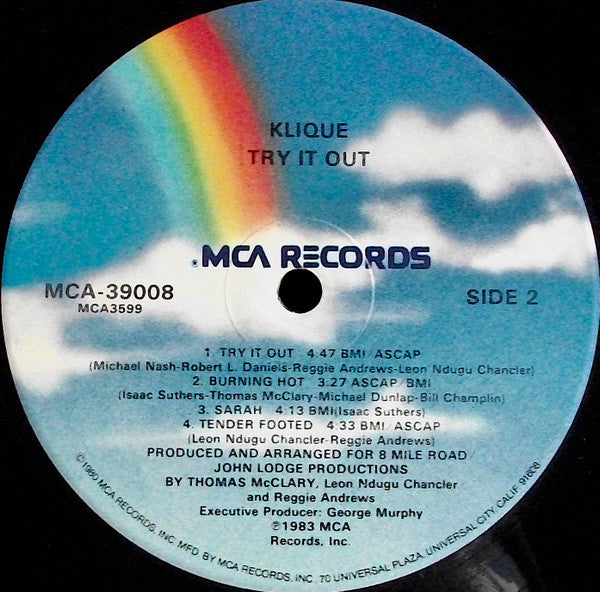 KLIQUE
TRY IT OUT
MCA RECORDS
MCA-39008
MCA3599
SIDE 2
1. TRY IT OUT 4.47 BMI/ASCAP
(Michael Nash-Robert L. Daniels-Reggie Andrews-Leon Ndugu Chancler)
2. BURNING HOT 3.27 ASCAP/BMI
(Isaac Suthers-Thomas McClary-Michael Dunlap-Bill Champlin)
3. SARAH 4 13 BMI(Isaac Suthers)
4. TENDER FOOTED 4.33 BMI/ASCAP
(Leon Ndugu Chancler-Reggie Andrews)
PRODUCED AND ARRANGED FOR 8 MILE ROAD
JOHN LODGE PRODUCTIONS
BY THOMAS McCLARY, Leon Ndugu Chancler
and Reggie Andrews
Executive Producer: George Murphy
℗1983 MCA
Records, Inc.
©1980 MCA RECORDS, INC. MFD BY MCA RECORDS, INC. 70 UNIVERSAL PLAZA, UNIVERSAL CITY, CALIF. 91608